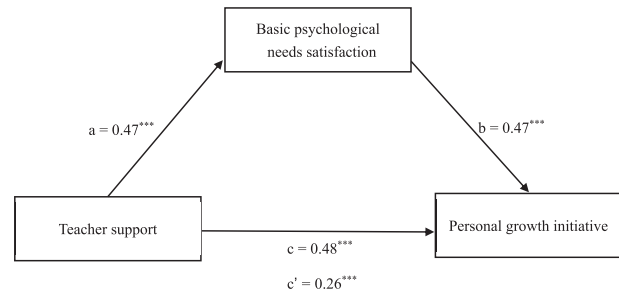 Basic psychological
needs satisfaction
a = 0.47***
b = 0.47***
Teacher support
Personal growth initiative
c = 0.48***
c' = 0.26***